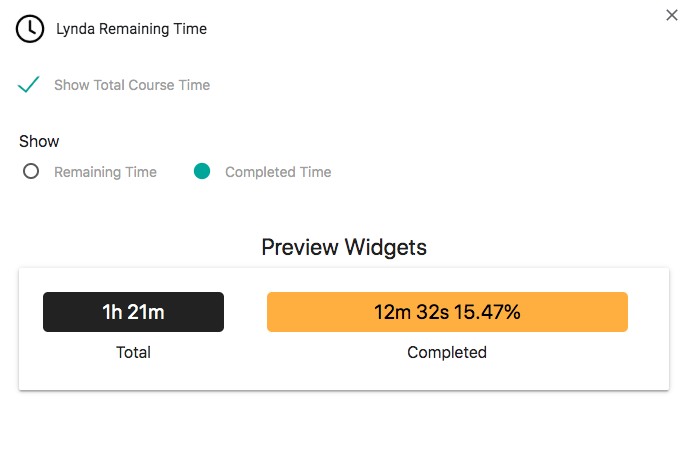 Lynda Remaining Time
Show Total Course Time
Show
Remaining Time Completed Time
Preview Widgets
1h 21m 12m 32s 15.47%
Total Completed